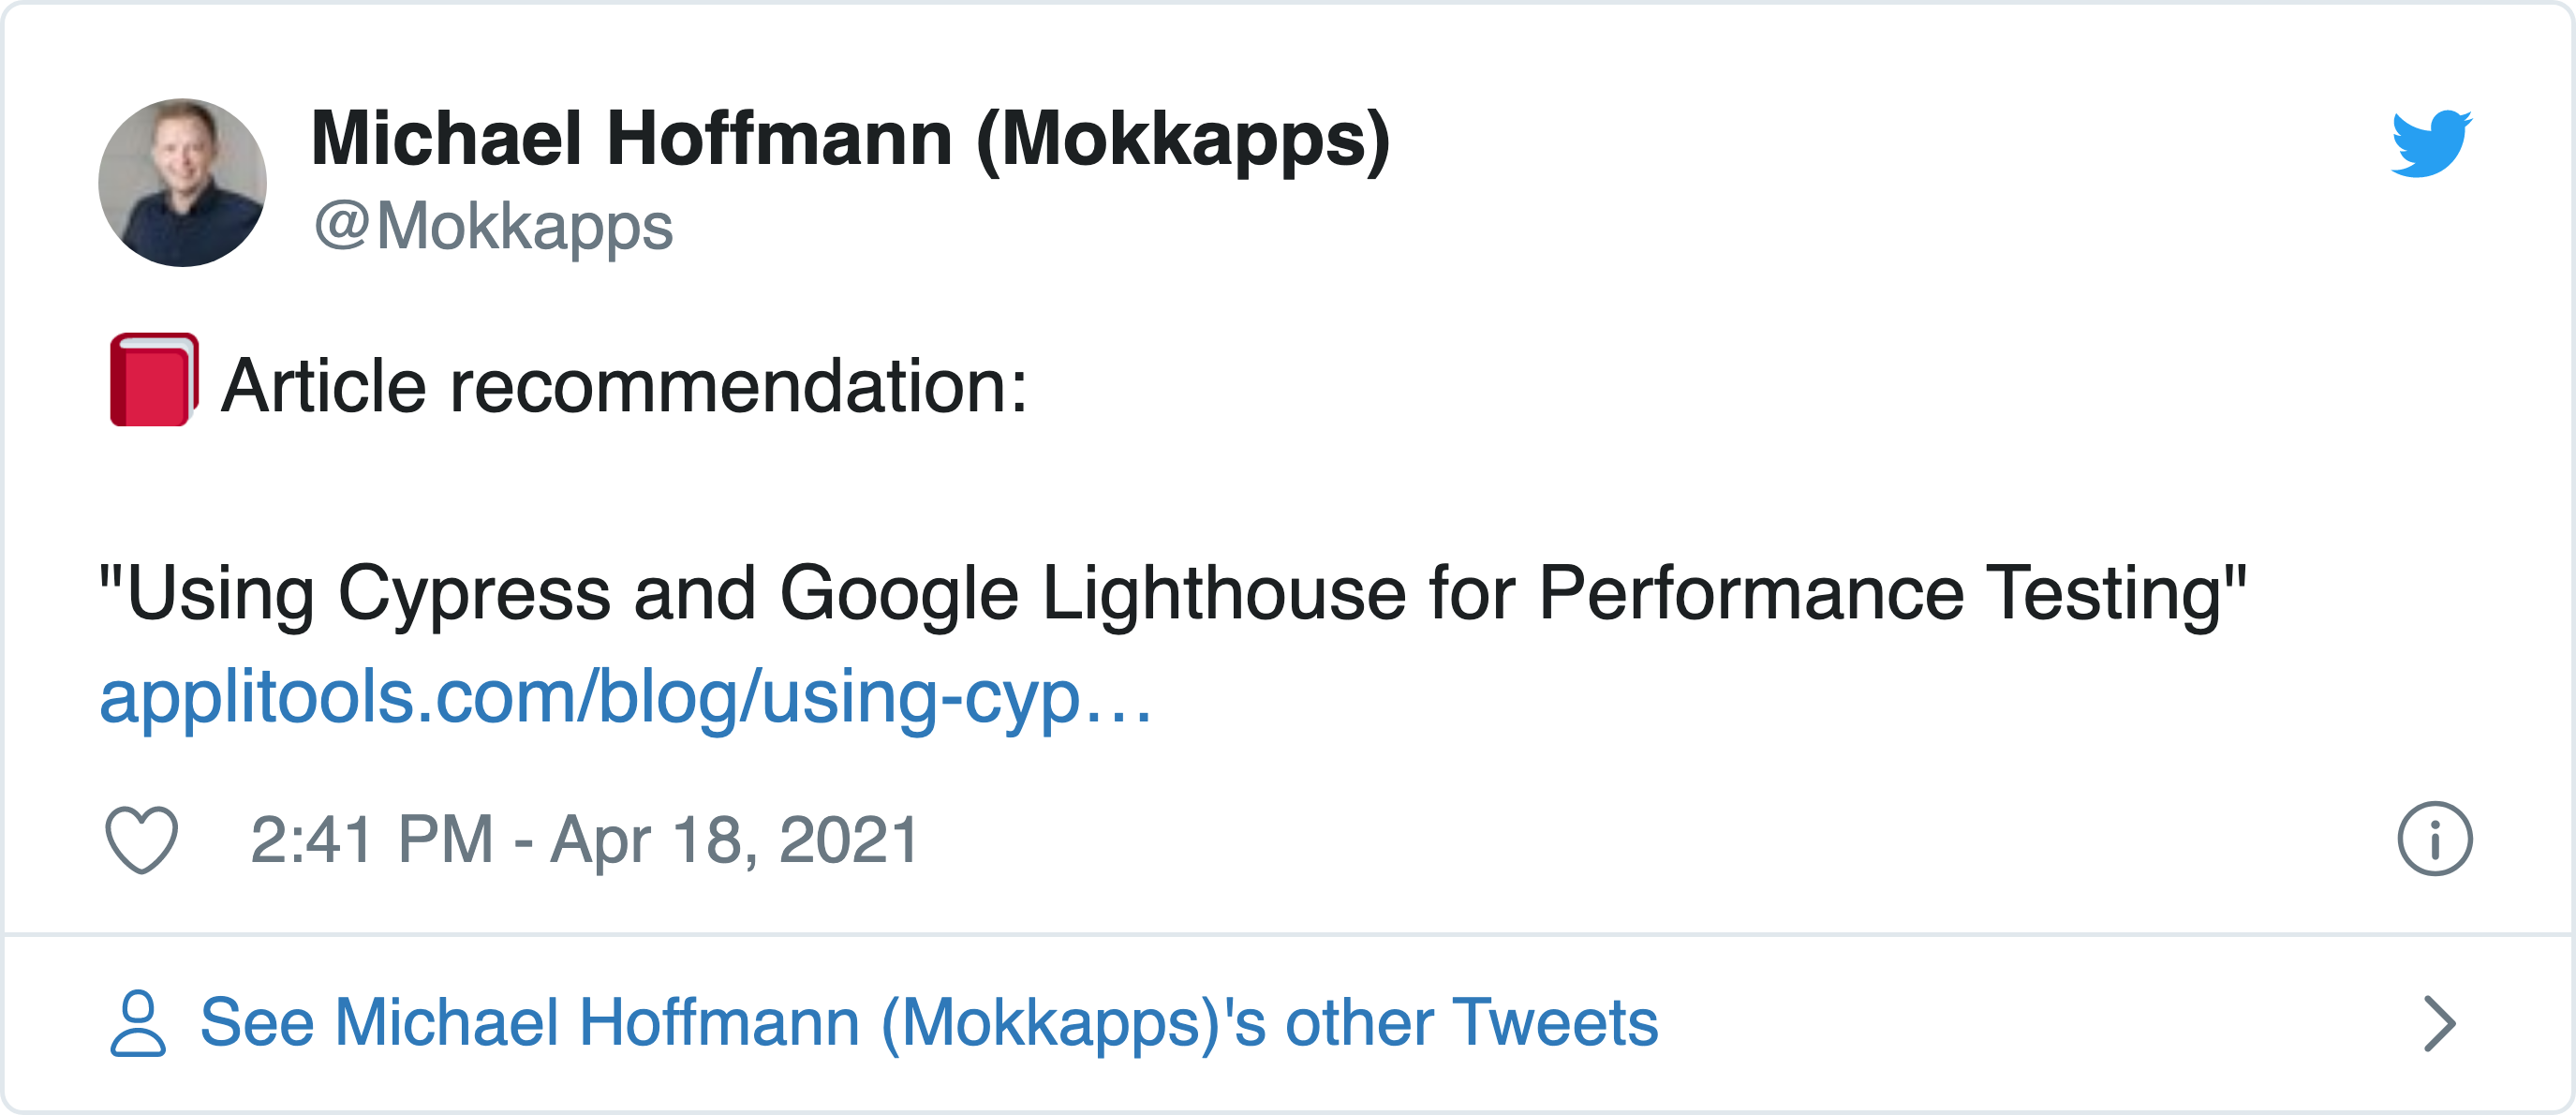 Michael Hoffmann (Mokkapps)
@Mokkapps
📕 Article recommendation:
"Using Cypress and Google Lighthouse for Performance Testing"
applitools.com/blog/using-cyp…
2:41 PM - Apr 18, 2021
See Michael Hoffmann (Mokkapps)'s other Tweets